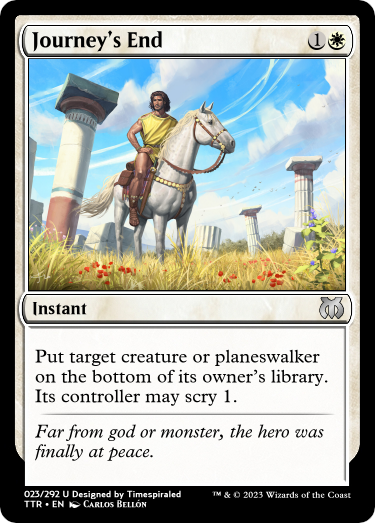 Journey's End 1
Instant
Put target creature or planeswalker
on the bottom of its owner's library.
Its controller may scry 1.
Far from god or monster, the hero was
finally at peace.
023/292 U Designed by Timespiraled
TTR • EN Carlos Bellón
™ & © 2023 Wizards of the Coast